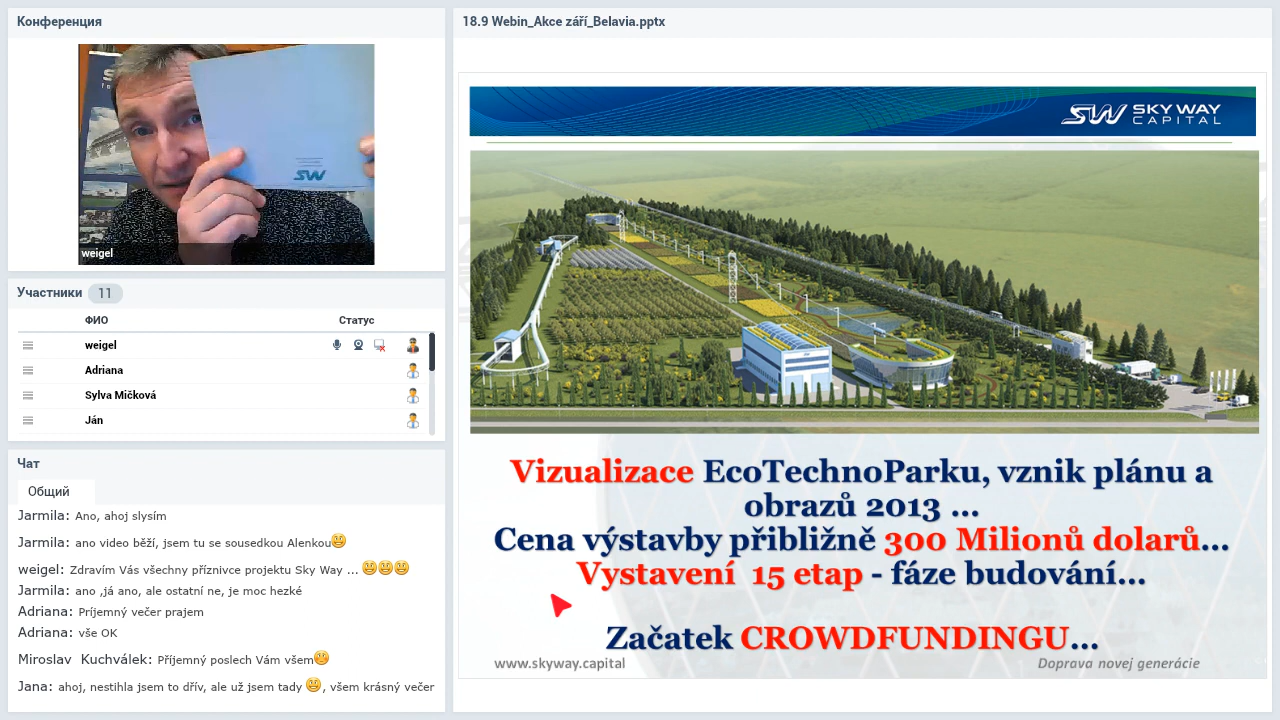 Конференция
weigel
Участники 11
ФИО Статус
weigel
Adriana
Sylva Mičková
Ján
Чат
Общий
Jarmila: Ano, ahoj slysím
Jarmila: ano video běží, jsem tu se sousedkou Alenkou
weigel: Zdravím Vás všechny příznivce projektu Sky Way ...
Jarmila: no ,já ano, ale ostatní ne, je moc hezké
Adriana: Príjemný večer prajem
Adriana: vše OK
Miroslav Kuchválek: Příjemný poslech Vám všem
Jana: ahoj, nestihla jsem to dřív, ale už jsem tady , všem krásný večer
18.9 Webin_Akce září_Belavia.pptx
SW SKY WAY
CAPITAL
Vizualizace EcoTechnoParku, vznik plánu a
obrazů 2013 ...
Cena výstavby přibližně 300 Milionů dolarů...
Vystavení 15 etap - fáze budování...
Začatek CROWDFUNDINGU...
www.skyway.capital
Doprava novej generácie
SW